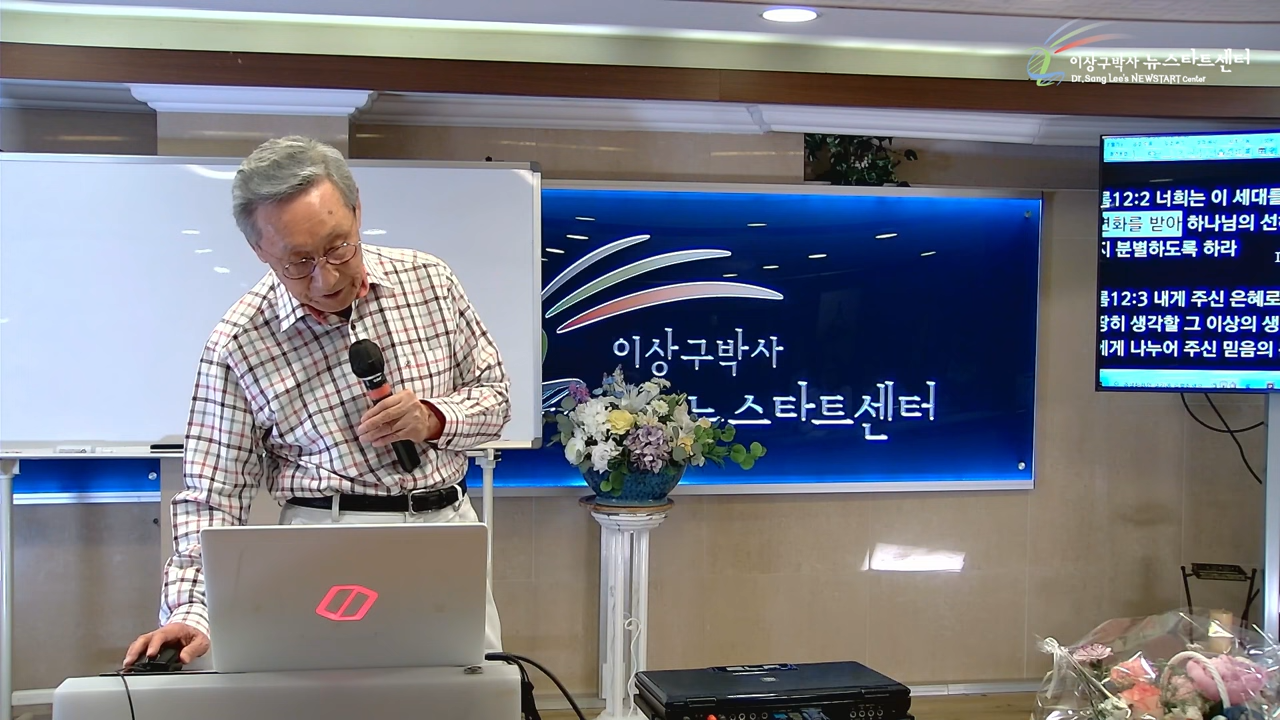 이상구박사 뉴스타트센터
Dr. Sang Lee's NEWSTART Center
12:2 너희는 이 세대를
변화를 받아 하나님의 선
지 분별하도록 하라
12:3 내게 주신 은혜로
생각할 그 이상의 생
에게 나누어 주신 믿음의
이상구박사
뉴스타트센터